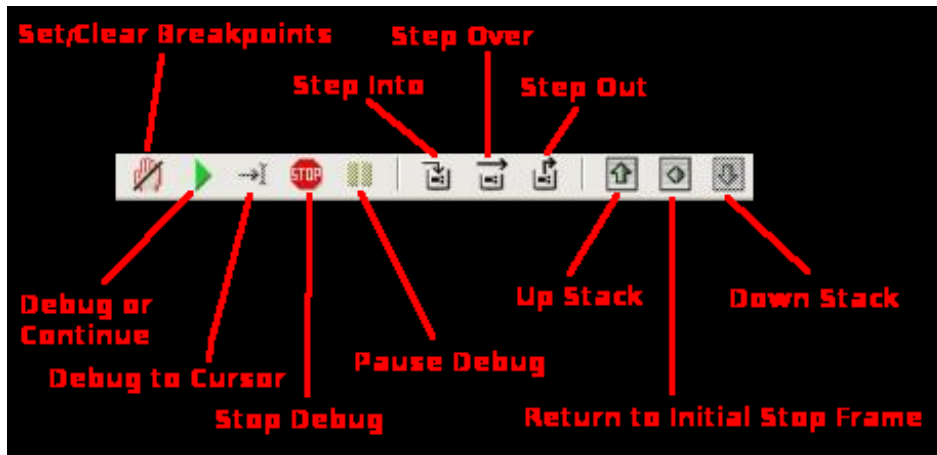 Set/Clear Breakpoints
Step Over
Step Into
Step Out
STOP
Debug or
Continue
Up Stack
Down Stack
Pause Debug
Debug to Cursor
Stop Debug
Return to Initial Stop Frame